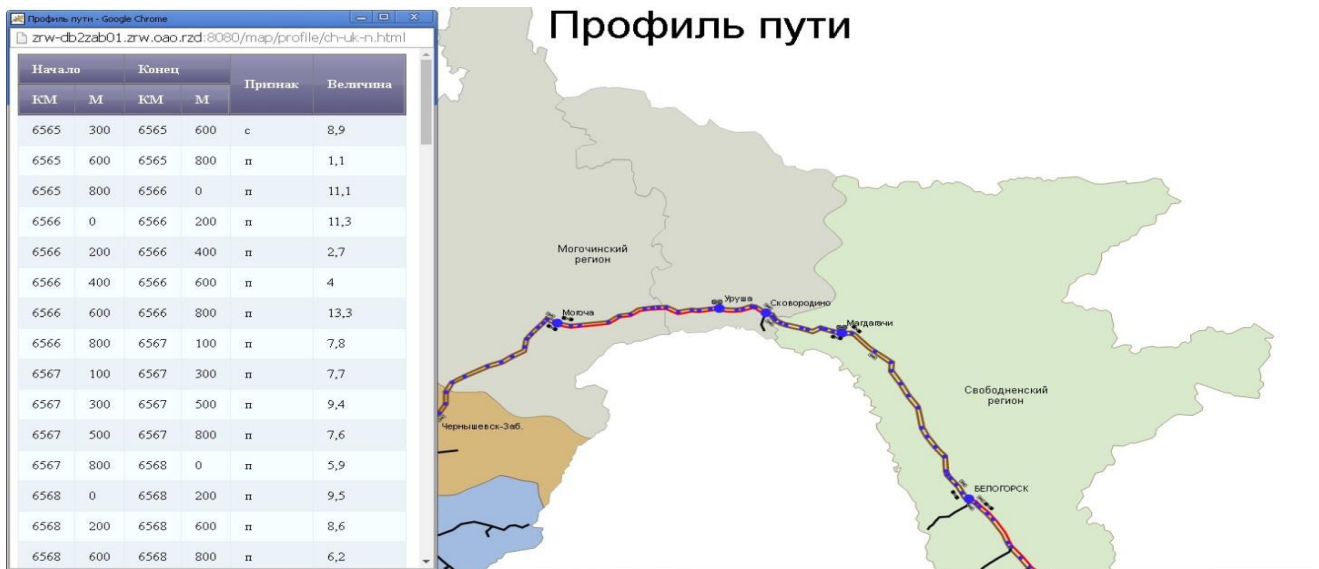 Профиль пути - Google Chrome
zrw-db2zab01.zrw.oao.rzd:8080/map/profile/ch-uk-n.html
Профиль пути
Начало Конец Признак Величина
КМ М КМ М
6565 300 6565 600 с 8,9
6565 600 6565 800 п 1,1
6565 800 6566 0 п 11,1
6566 0 6566 200 п 11,3
6566 200 6566 400 п 2,7
6566 400 6566 600 п 4
6566 600 6566 800 п 13,3
6566 800 6567 100 п 7,8
6567 100 6567 300 п 7,7
6567 300 6567 500 п 9,4
6567 500 6567 800 п 7,6
6567 800 6568 0 п 5,9
6568 0 6568 200 п 9,5
6568 200 6568 600 п 8,6
6568 600 6568 800 п 6,2
Могочинский
регион
Могоча
Уруша
Сковородино
Магдагачи
Свободненский
регион
Чернышевск-Заб.
БЕЛОГОРСК